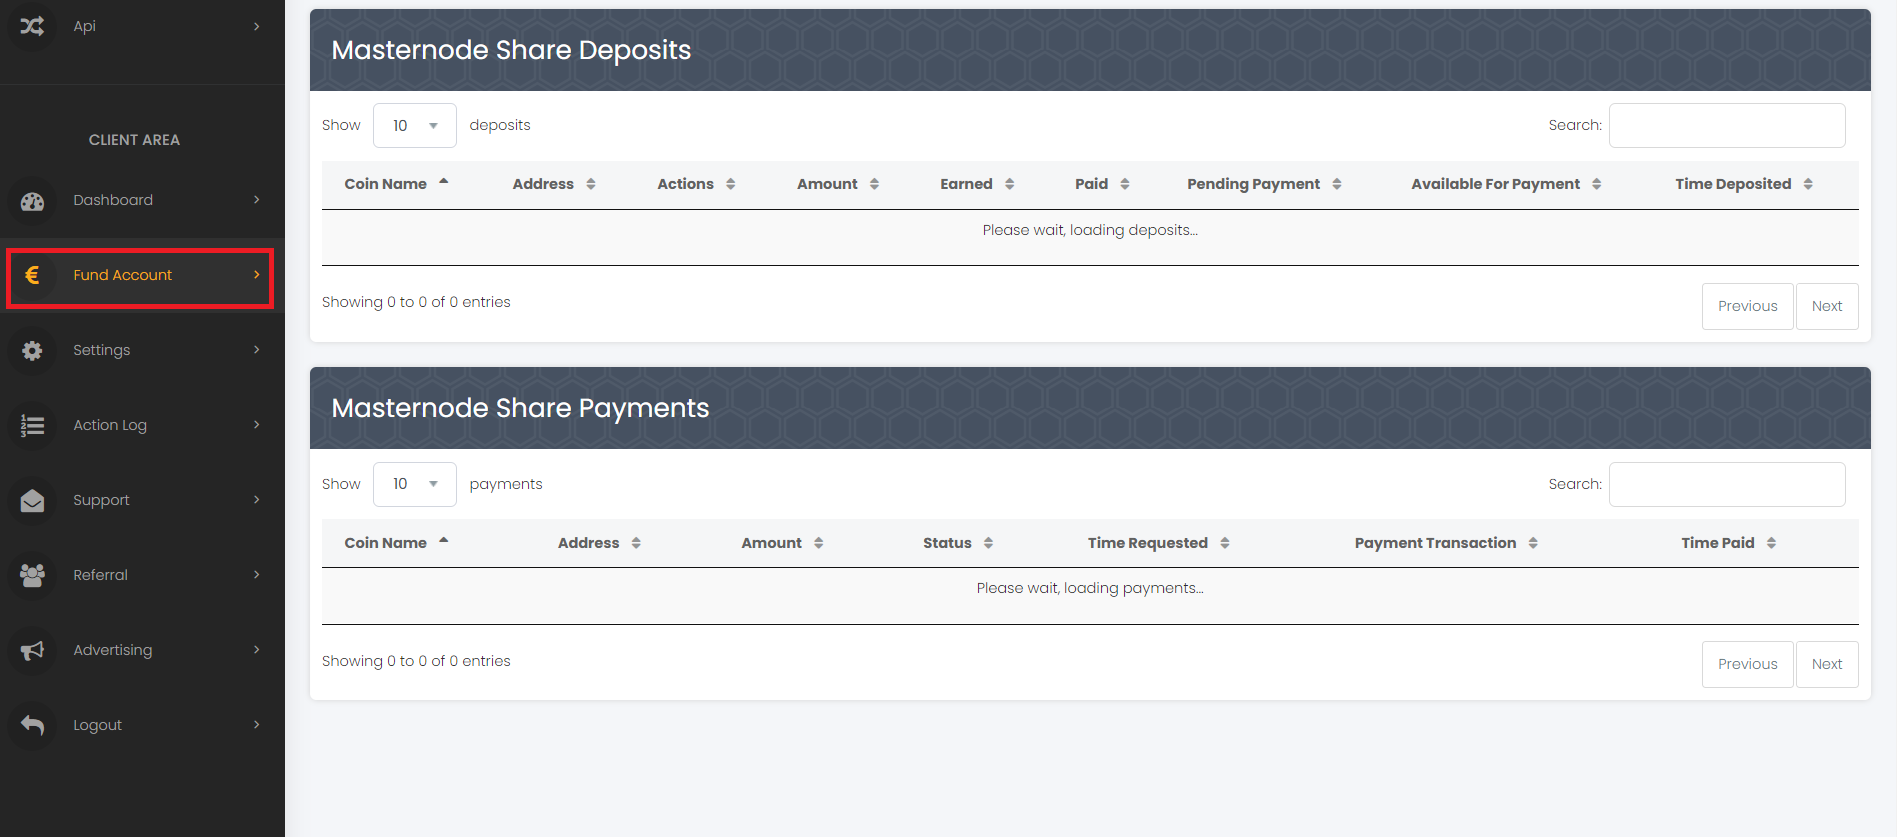 Api
CLIENT AREA
Dashboard
€ Fund Account
Settings
1
2
3
Action Log
Support
Referral
Advertising
Logout
Masternode Share Deposits
Show 10 deposits Search:
Coin Name Address Actions Amount Earned Paid Pending Payment Available For Payment Time Deposited
Please wait, loading deposits...
Showing 0 to 0 of 0 entries
Previous Next
Masternode Share Payments
Show 10 payments Search:
Coin Name Address Amount Status Time Requested Payment Transaction Time Paid
Please wait, loading payments...
Showing 0 to 0 of 0 entries
Previous Next